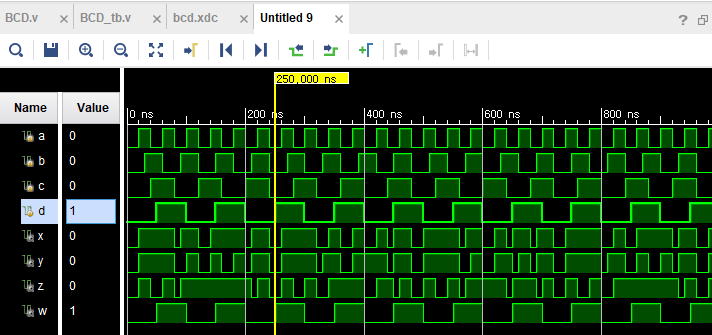 BCD.v × BCD_tb.v × bcd.xdc × Untitled 9 × ?
250,000 ns
Name Value
0 ns 200 ns 400 ns 600 ns 800 ns
a 0
b 0
c 0
d 1
x 0
y 0
z 0
w 1